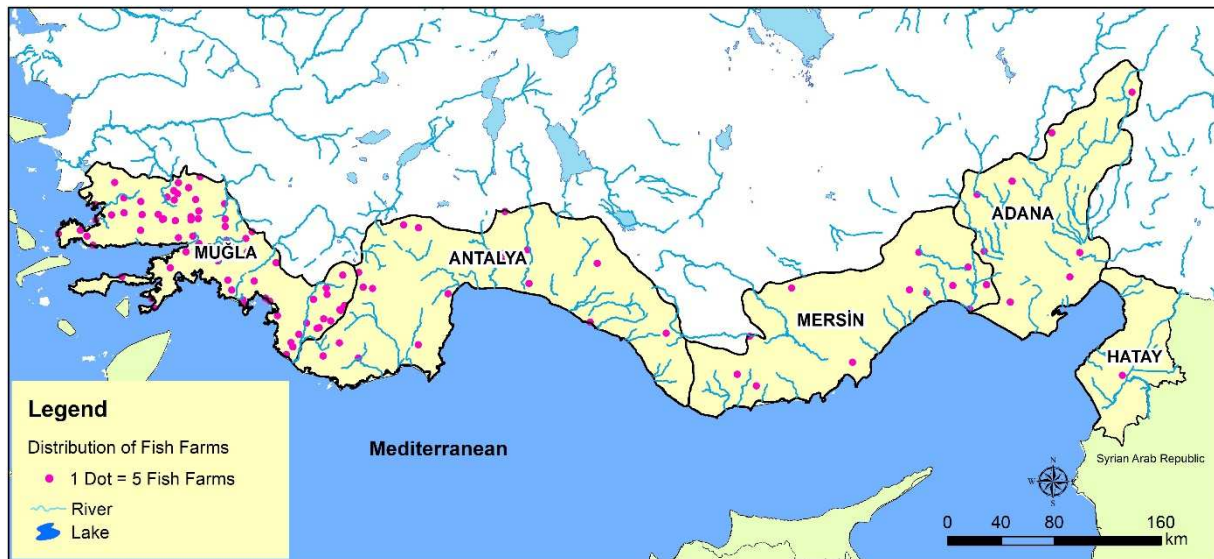 MUĞLA
ANTALYA
MERSİN
ADANA
HATAY
Mediterranean
Syrian Arab Republic
Legend
Distribution of Fish Farms
1 Dot = 5 Fish Farms
River
Lake
N
W E
S
0 40 80 160
km